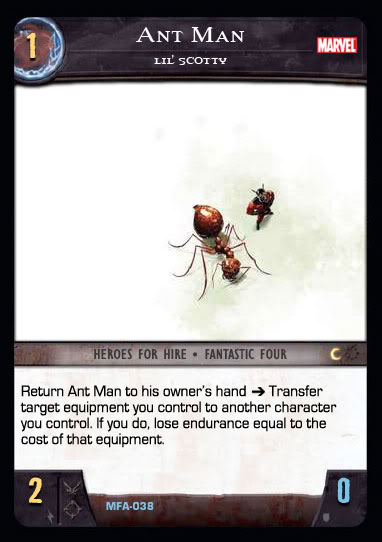 1
Ant Man
MARVEL
LIL' SCOTTY
HEROES FOR HIRE • FANTASTIC FOUR
Return Ant Man to his owner's hand ➔ Transfer
target equipment you control to another character
you control. If you do, lose endurance equal to the
cost of that equipment.
2
MFA-038
0